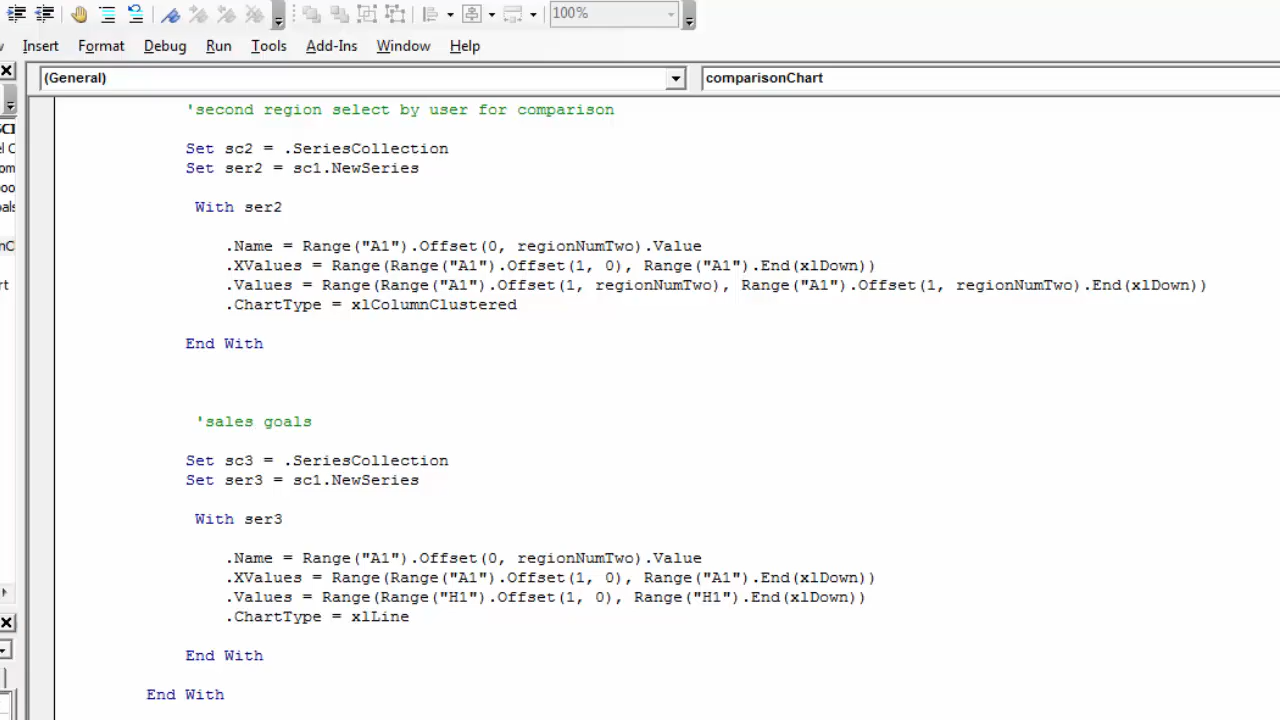 100%
Insert Format Debug Run Tools Add-Ins Window Help
(General) comparisonChart
'second region select by user for comparison
Set sc2 = .SeriesCollection
Set ser2 = sc1.NewSeries
With ser2
.Name = Range("A1").Offset(0, regionNumTwo).Value
.XValues = Range(Range("A1").Offset(1, 0), Range("A1").End(xlDown))
.Values = Range(Range("A1").Offset(1, regionNumTwo), Range("A1").Offset(1, regionNumTwo).End(xlDown))
.ChartType = xlColumnClustered
End With
'sales goals
Set sc3 = .SeriesCollection
Set ser3 = sc1.NewSeries
With ser3
.Name = Range("A1").Offset(0, regionNumTwo).Value
.XValues = Range(Range("A1").Offset(1, 0), Range("A1").End(xlDown))
.Values = Range(Range("H1").Offset(1, 0), Range("H1").End(xlDown))
.ChartType = xlLine
End With
End With